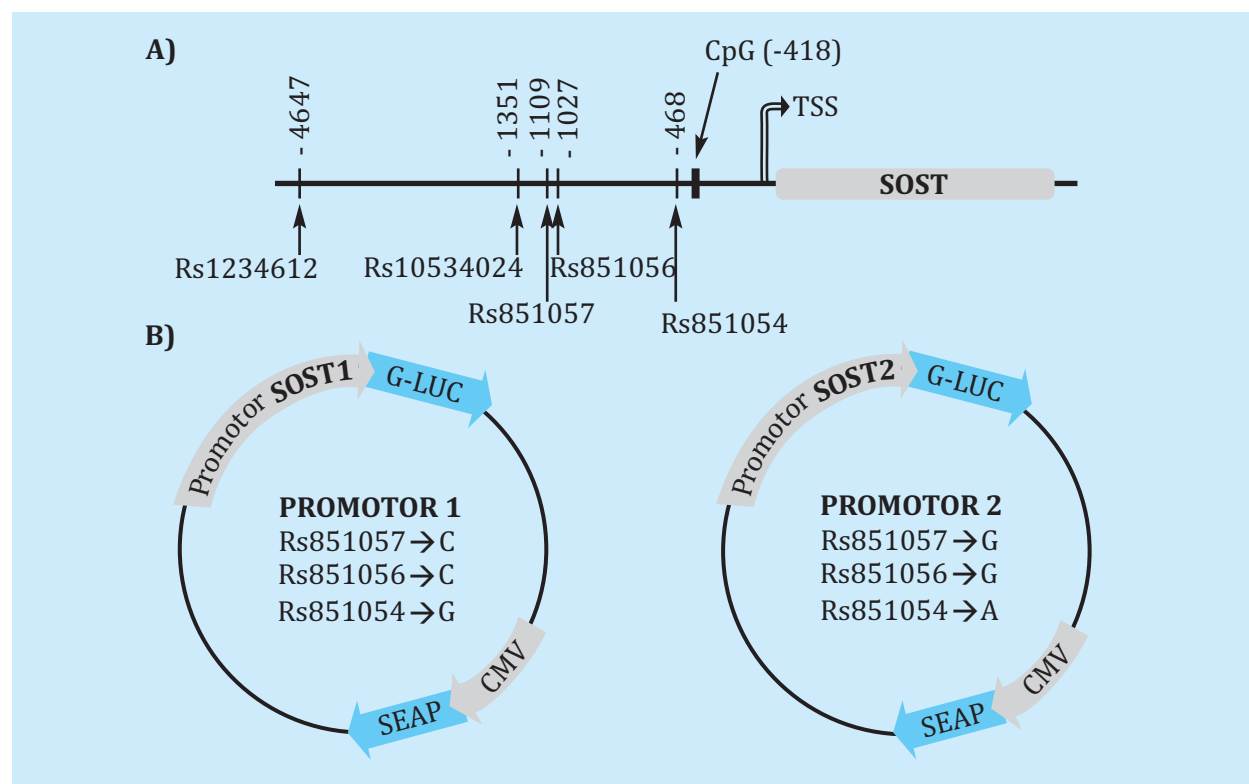 A)
CpG (-418)
- 4647
- 1351
- 1109
- 1027
- 468
TSS
SOST
Rs1234612
Rs10534024
Rs851056
Rs851057
Rs851054
B)
Promotor SOST1
G-LUC
PROMOTOR 1
Rs851057→C
Rs851056→C
Rs851054→G
CMV
SEAP
Promotor SOST2
G-LUC
PROMOTOR 2
Rs851057→G
Rs851056→G
Rs851054→A
CMV
SEAP